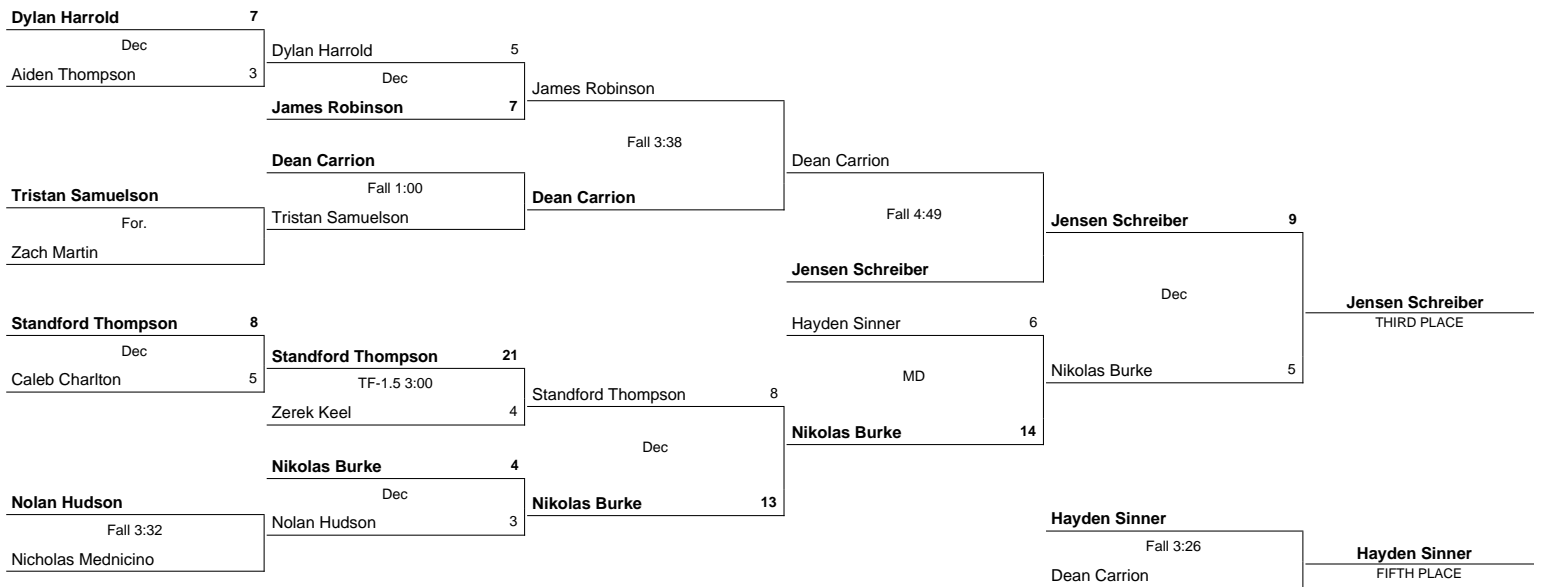 Dylan Harrold 7
Dec
Aiden Thompson 3
Tristan Samuelson
For.
Zach Martin
Standford Thompson 8
Dec
Caleb Charlton 5
Nolan Hudson
Fall 3:32
Nicholas Mednicino
Dylan Harrold 5
Dec
James Robinson 7
Dean Carrion
Fall 1:00
Tristan Samuelson
Standford Thompson 21
TF-1.5 3:00
Zerek Keel 4
Nikolas Burke 4
Dec
Nolan Hudson 3
James Robinson
Fall 3:38
Dean Carrion
Standford Thompson 8
Dec
Nikolas Burke 13
Dean Carrion
Fall 4:49
Jensen Schreiber
Hayden Sinner 6
MD
Nikolas Burke 14
Jensen Schreiber 9
Dec
Nikolas Burke 5
Hayden Sinner
Fall 3:26
Dean Carrion
Jensen Schreiber
THIRD PLACE
Hayden Sinner
FIFTH PLACE